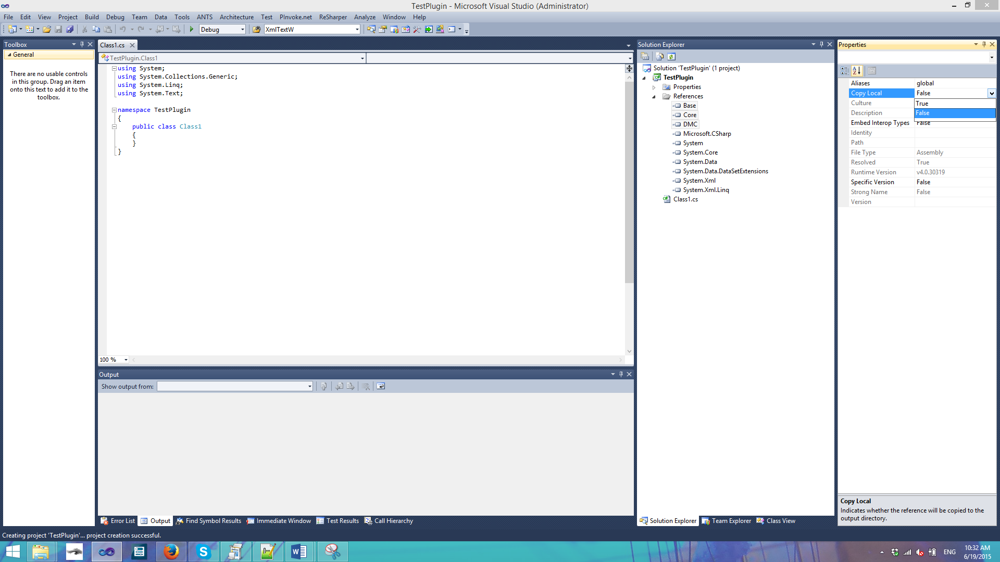 TestPlugin - Microsoft Visual Studio (Administrator)
File Edit View Project Build Debug Team Data Tools ANTS Architecture Test PInvoke.net ReSharper Analyze Window Help
Debug XmlTextW
Toolbox
General
There are no usable controls
in this group. Drag an item
onto this text to add it to the
toolbox.
Class1.cs
TestPlugin.Class1
using System;
using System.Collections.Generic;
using System.Linq;
using System.Text;
namespace TestPlugin
{
public class Class1
{
}
}
100 %
Output
Show output from:
Error List Output Find Symbol Results Immediate Window Test Results Call Hierarchy
Solution Explorer
Solution 'TestPlugin' (1 project)
TestPlugin
Properties
References
Base
Core
DMC
Microsoft.CSharp
System
System.Core
System.Data
System.Data.DataSetExtensions
System.Xml
System.Xml.Linq
Class1.cs
Solution Explorer Team Explorer Class View
Properties
Aliases global
Copy Local False
Culture True
Description False
Embed Interop Types False
Identity
Path
File Type Assembly
Resolved True
Runtime Version v4.0.30319
Specific Version False
Strong Name False
Version
Copy Local
Indicates whether the reference will be copied to the
output directory.
Creating project 'TestPlugin'... project creation successful.
ENG
10:32 AM
6/19/2015